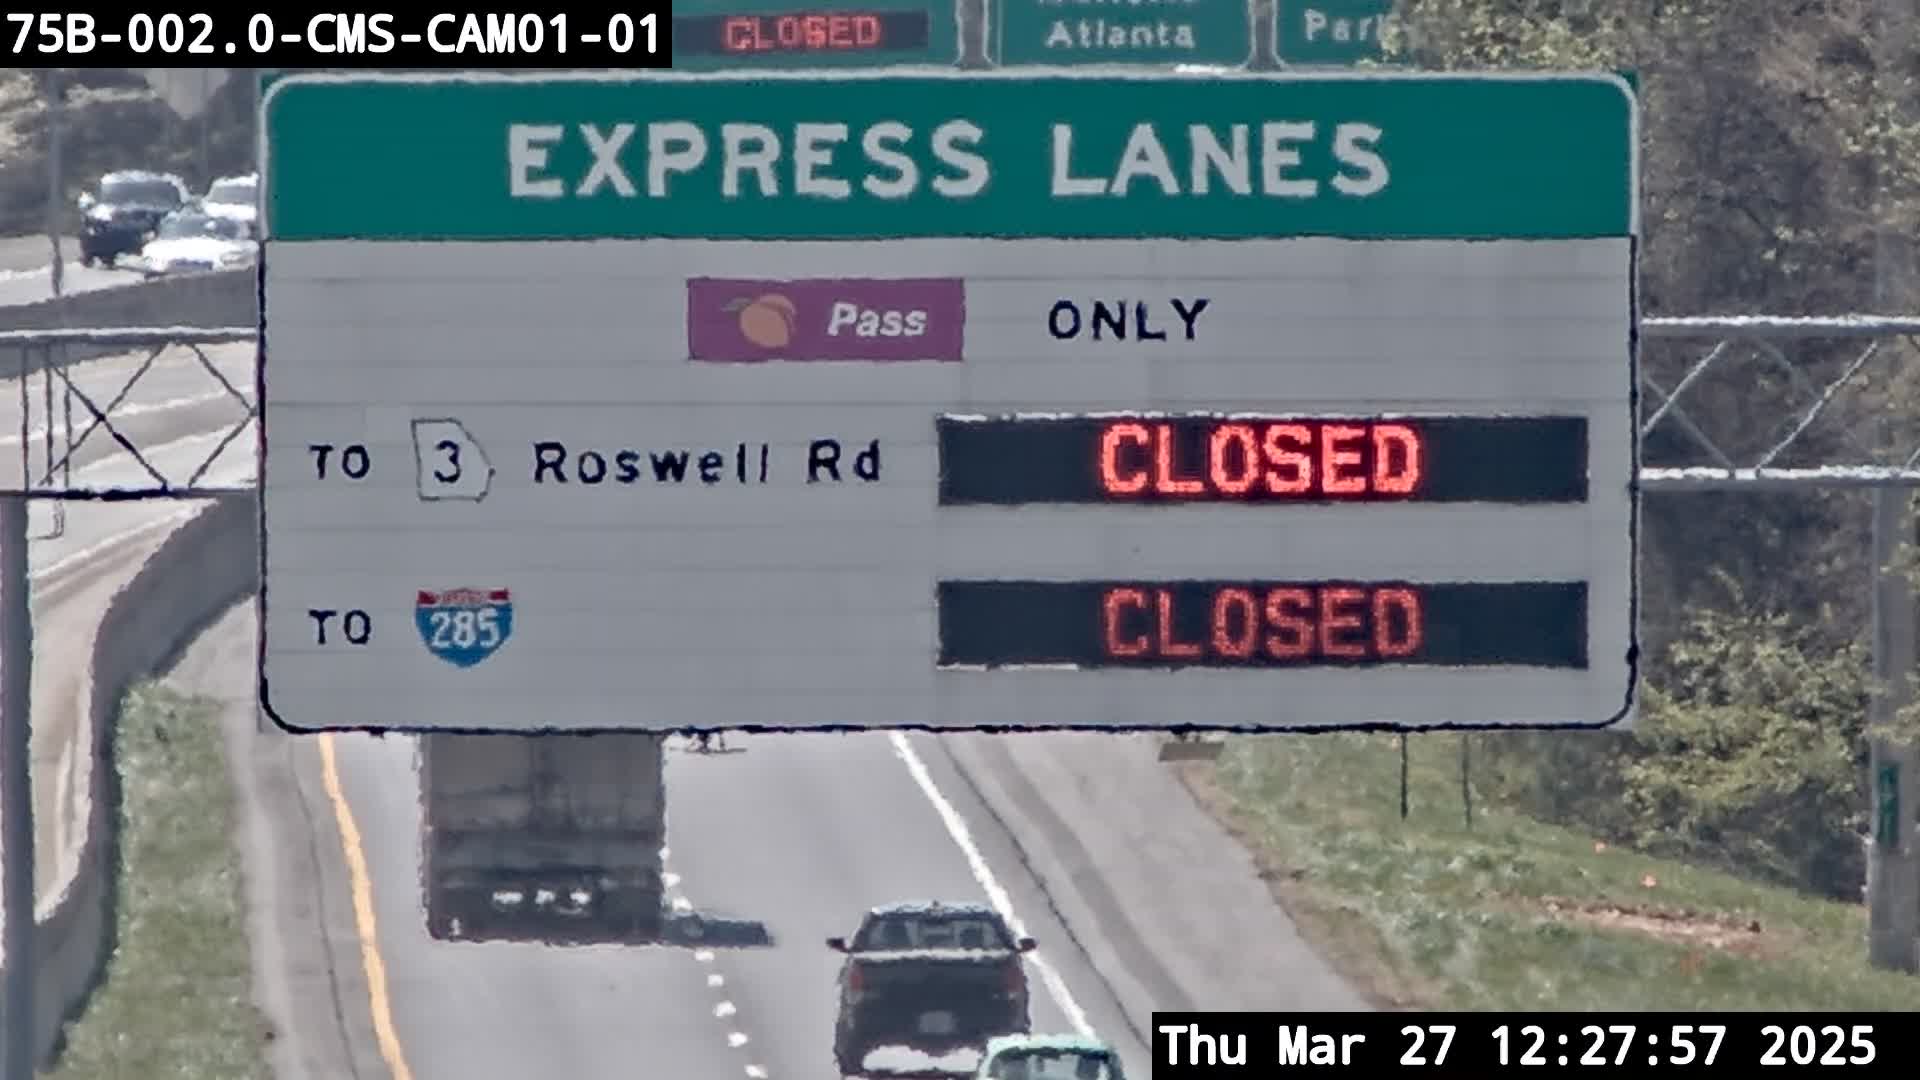 75B-002.0-CMS-CAM01-01
CLOSED
Atlanta
EXPRESS LANES
Pass ONLY
TO 3 Roswell Rd CLOSED
TO 285 CLOSED
Thu Mar 27 12:27:57 2025